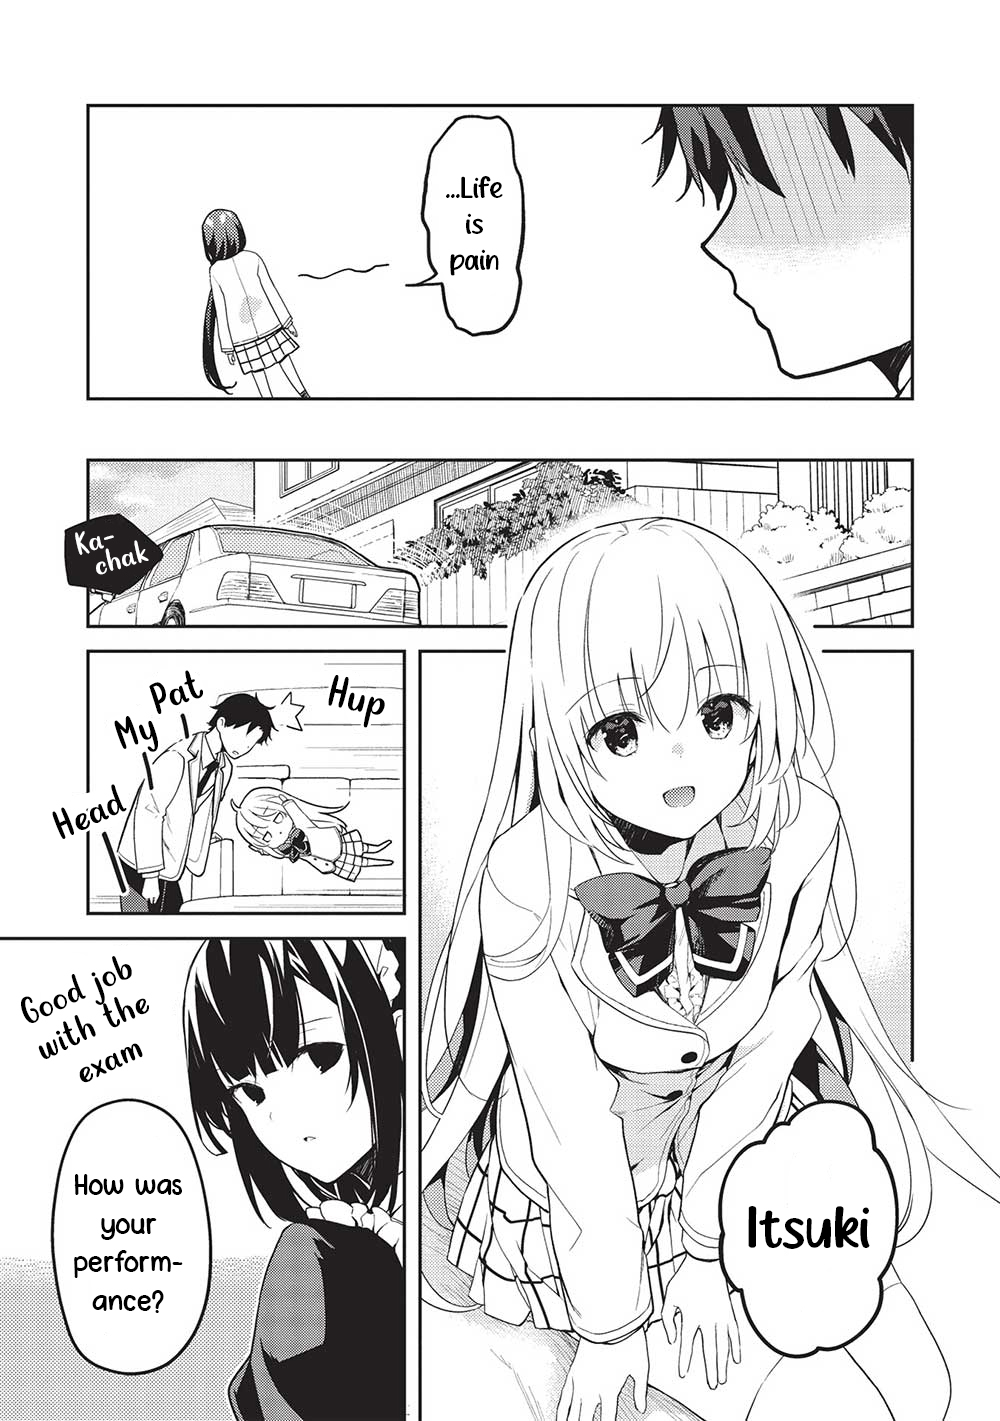 ...Life
is
pain
Ka-
chak
Itsuki
Hup
Pat
My
Head
Good job
with the
exam
How was
your
perform-
ance?